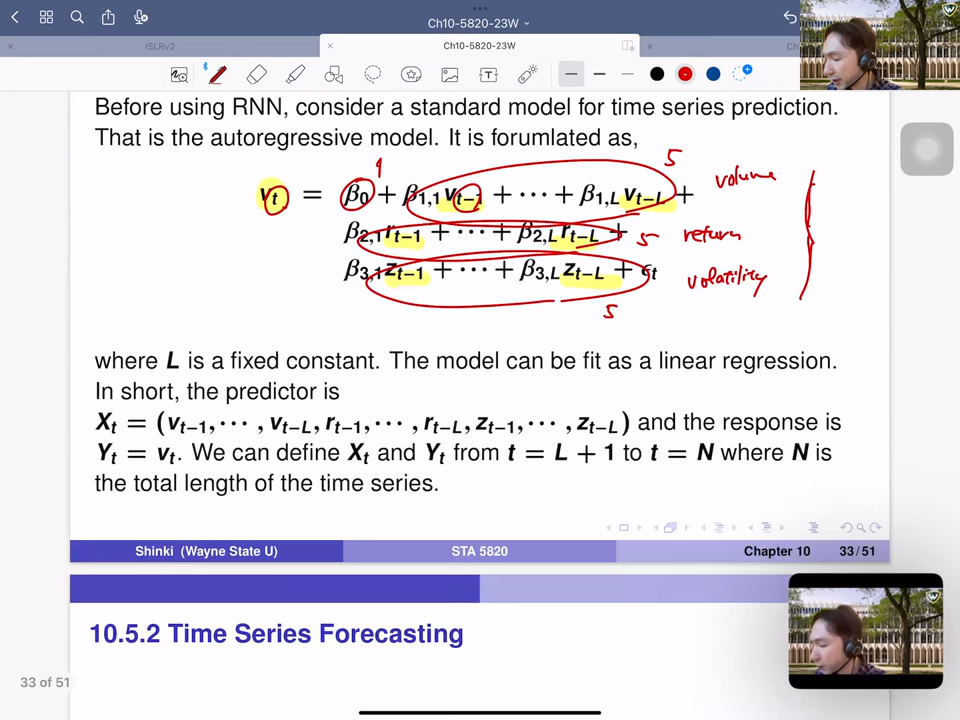 Ch10-5820-23W
ISLRv2
Ch10-5820-23W
Before using RNN, consider a standard model for time series prediction.
That is the autoregressive model. It is forumlated as,
1
5
vt = β0 + β1,1vt−1 + ··· + β1,Lvt−L +
volume
β2,1rt−1 + ··· + β2,Lrt−L +
5 return
β3,1zt−1 + ··· + β3,Lzt−L + ϵt
volatility
5
where L is a fixed constant. The model can be fit as a linear regression.
In short, the predictor is
Xt = (vt−1, ··· , vt−L, rt−1, ··· , rt−L, zt−1, ··· , zt−L) and the response is
Yt = vt. We can define Xt and Yt from t = L + 1 to t = N where N is
the total length of the time series.
Shinki (Wayne State U) STA 5820 Chapter 10 33/51
10.5.2 Time Series Forecasting
33 of 51